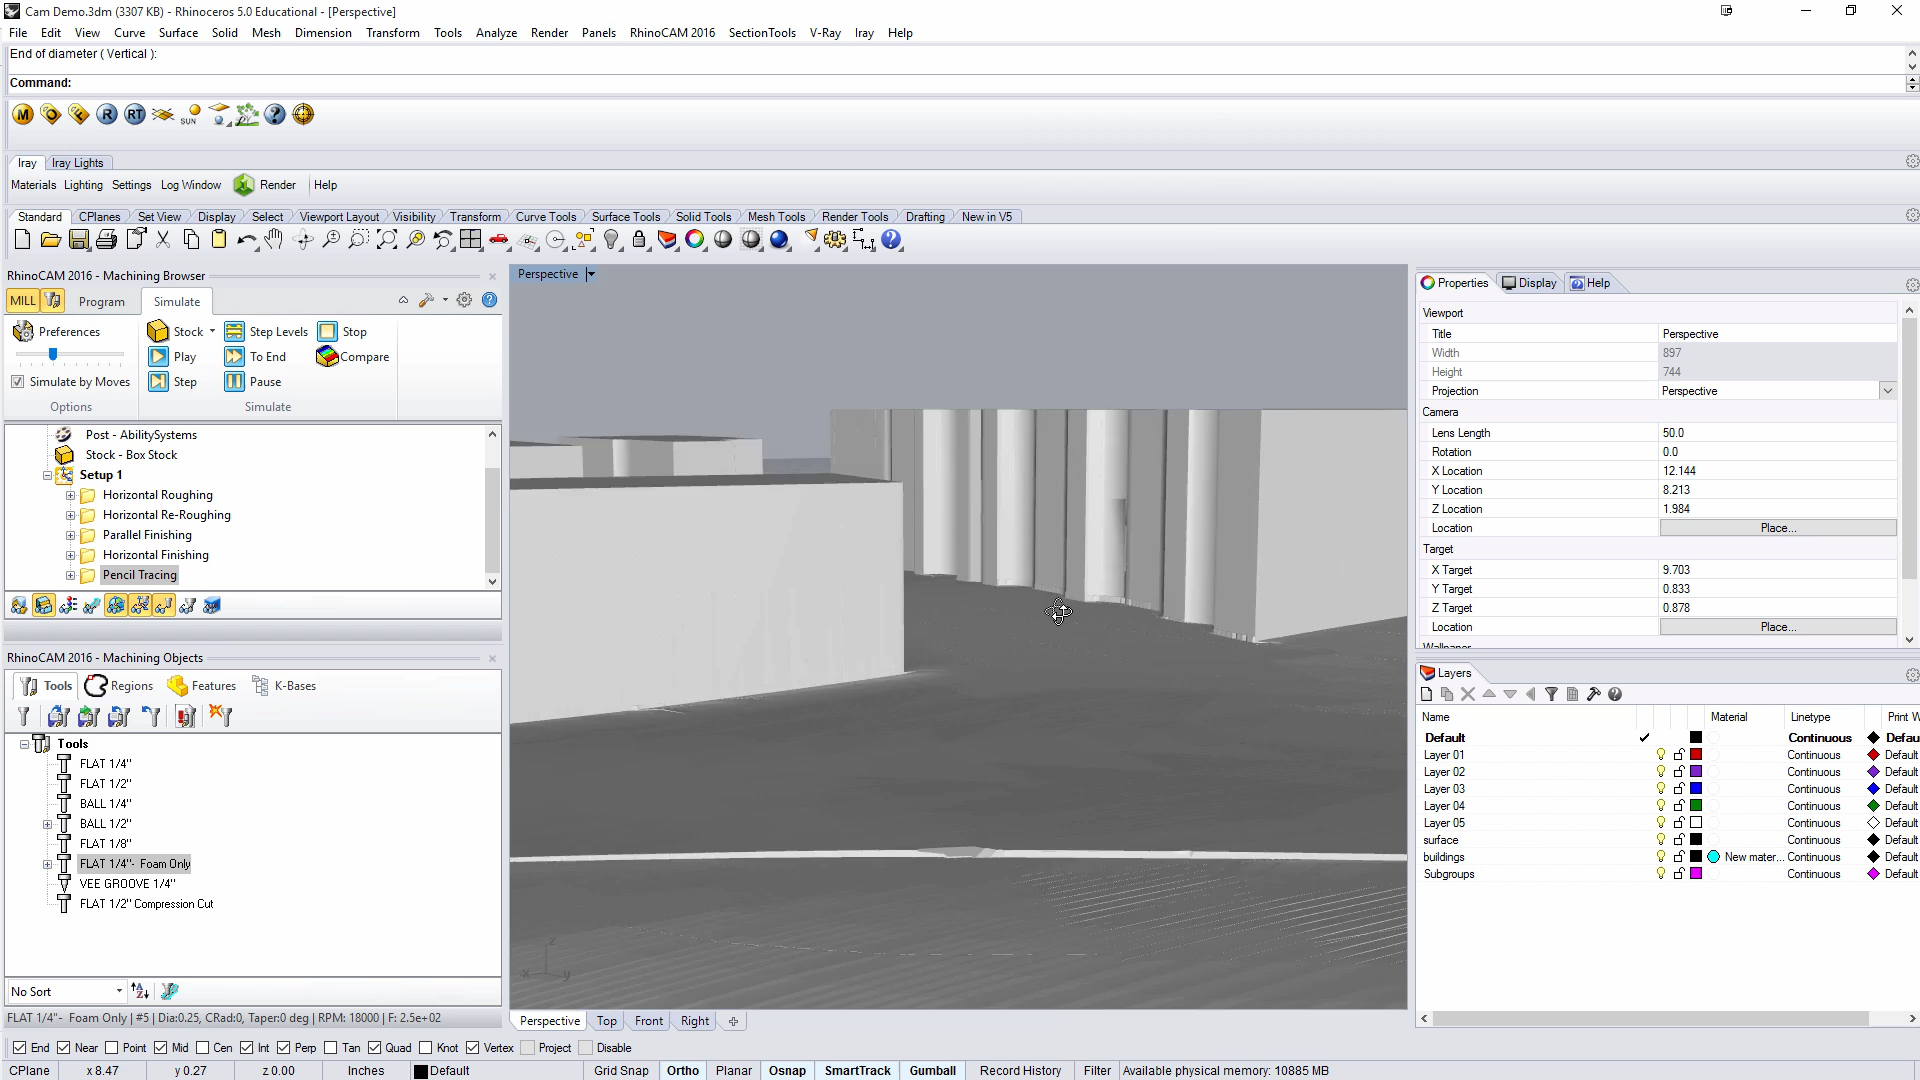 Cam Demo.3dm (3307 KB) - Rhinoceros 5.0 Educational - [Perspective]
File Edit View Curve Surface Solid Mesh Dimension Transform Tools Analyze Render Panels RhinoCAM 2016 SectionTools V-Ray Iray Help
End of diameter ( Vertical ):
Command:
M O F R RT SUN
Iray Iray Lights
Materials Lighting Settings Log Window Render Help
Standard CPlanes Set View Display Select Viewport Layout Visibility Transform Curve Tools Surface Tools Solid Tools Mesh Tools Render Tools Drafting New in V5
RhinoCAM 2016 - Machining Browser
MILL Program Simulate
Preferences Stock Step Levels Stop
Play To End Compare
Simulate by Moves Step Pause
Options Simulate
Post - AbilitySystems
Stock - Box Stock
Setup 1
Horizontal Roughing
Horizontal Re-Roughing
Parallel Finishing
Horizontal Finishing
Pencil Tracing
RhinoCAM 2016 - Machining Objects
Tools Regions Features K-Bases
Tools
FLAT 1/4"
FLAT 1/2"
BALL 1/4"
BALL 1/2"
FLAT 1/8"
FLAT 1/4"- Foam Only
VEE GROOVE 1/4"
FLAT 1/2" Compression Cut
No Sort
FLAT 1/4"- Foam Only | #5 | Dia:0.25, CRad:0, Taper:0 deg | RPM: 18000 | F: 2.5e+02
Perspective
z
x y
Perspective Top Front Right
Properties Display Help
Viewport
Title Perspective
Width 897
Height 744
Projection Perspective
Camera
Lens Length 50.0
Rotation 0.0
X Location 12.144
Y Location 8.213
Z Location 1.984
Location Place...
Target
X Target 9.703
Y Target 0.833
Z Target 0.878
Location Place...
Wallpaper
Layers
Name Material Linetype Print W
Default Continuous Defau
Layer 01 Continuous Default
Layer 02 Continuous Default
Layer 03 Continuous Default
Layer 04 Continuous Default
Layer 05 Continuous Default
surface Continuous Default
buildings New mater... Continuous Default
Subgroups Continuous Default
End Near Point Mid Cen Int Perp Tan Quad Knot Vertex Project Disable
CPlane x 8.47 y 0.27 z 0.00 Inches Default Grid Snap Ortho Planar Osnap SmartTrack Gumball Record History Filter Available physical memory: 10885 MB